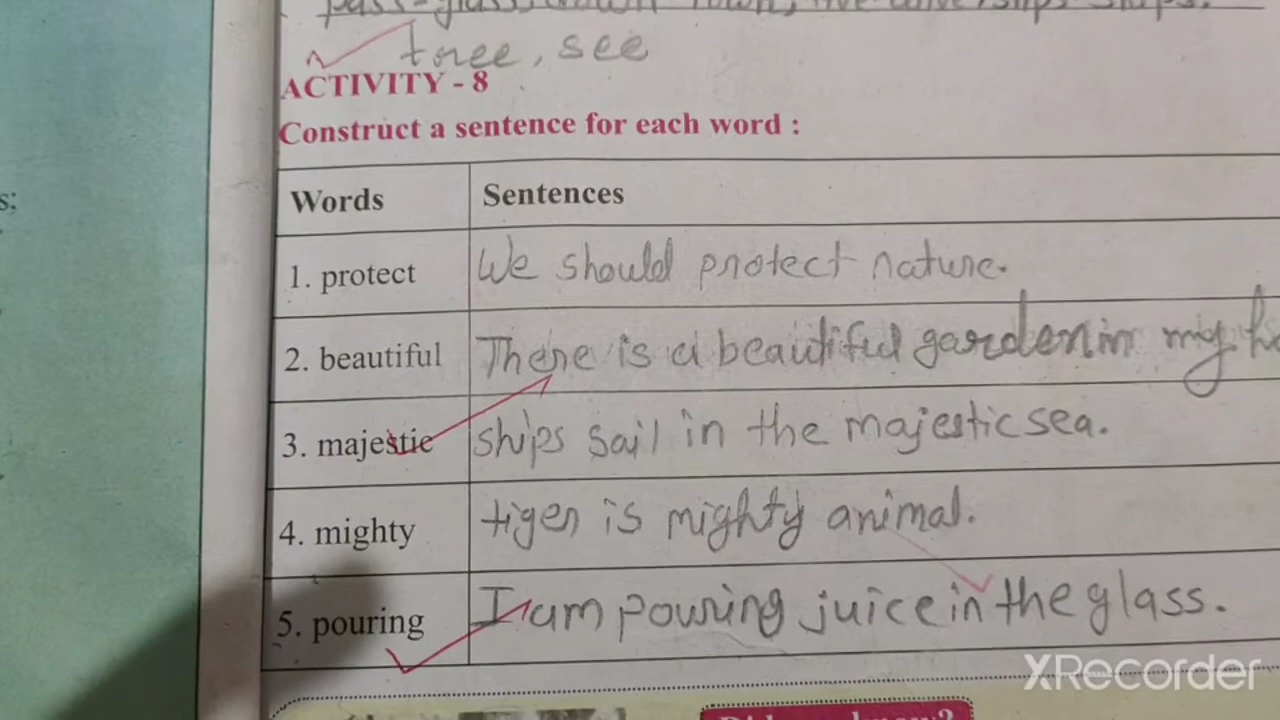 tree, see
ACTIVITY - 8
Construct a sentence for each word :
Words Sentences
1. protect We should protect nature.
2. beautiful There is a beautiful garden in my
3. majestic ships sail in the majestic sea.
4. mighty tiger is mighty animal.
5. pouring I am pouring juice in the glass.
XRecorder